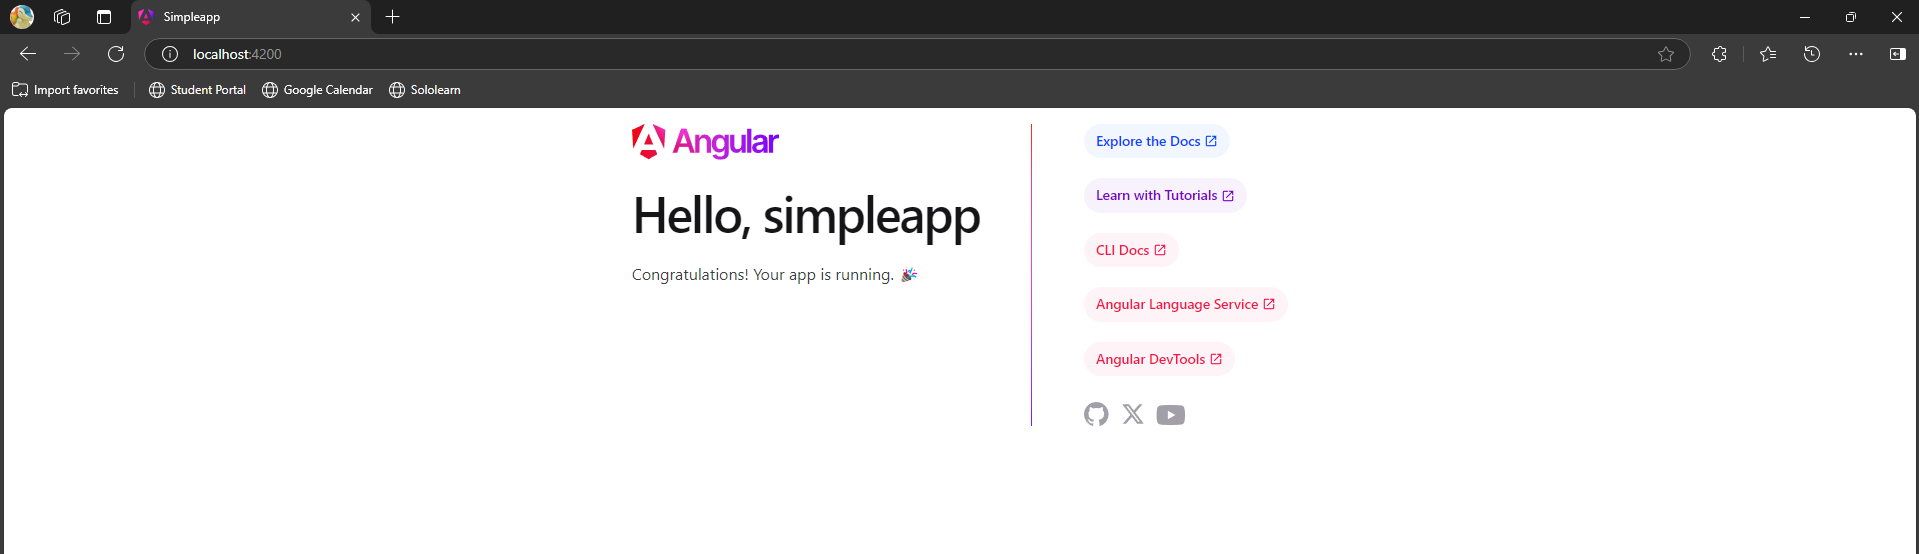 Simpleapp
localhost:4200
Import favorites
Student Portal
Google Calendar
Sololearn
Angular
Hello, simpleapp
Congratulations! Your app is running. 🎉
Explore the Docs
Learn with Tutorials
CLI Docs
Angular Language Service
Angular DevTools